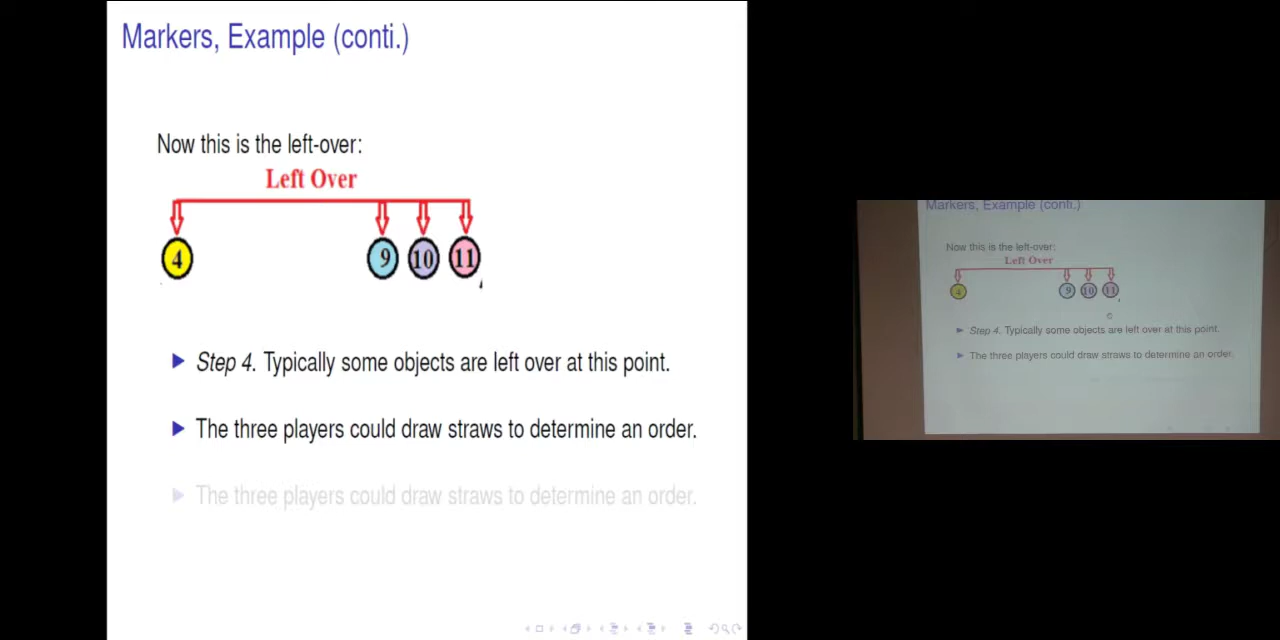 Markers, Example (conti.)
Now this is the left-over:
Left Over
4 9 10 11
Step 4. Typically some objects are left over at this point.
The three players could draw straws to determine an order.
The three players could draw straws to determine an order.
Markers, Example (conti.)
Now this is the left-over:
Left Over
4 9 10 11
Step 4. Typically some objects are left over at this point.
The three players could draw straws to determine an order.